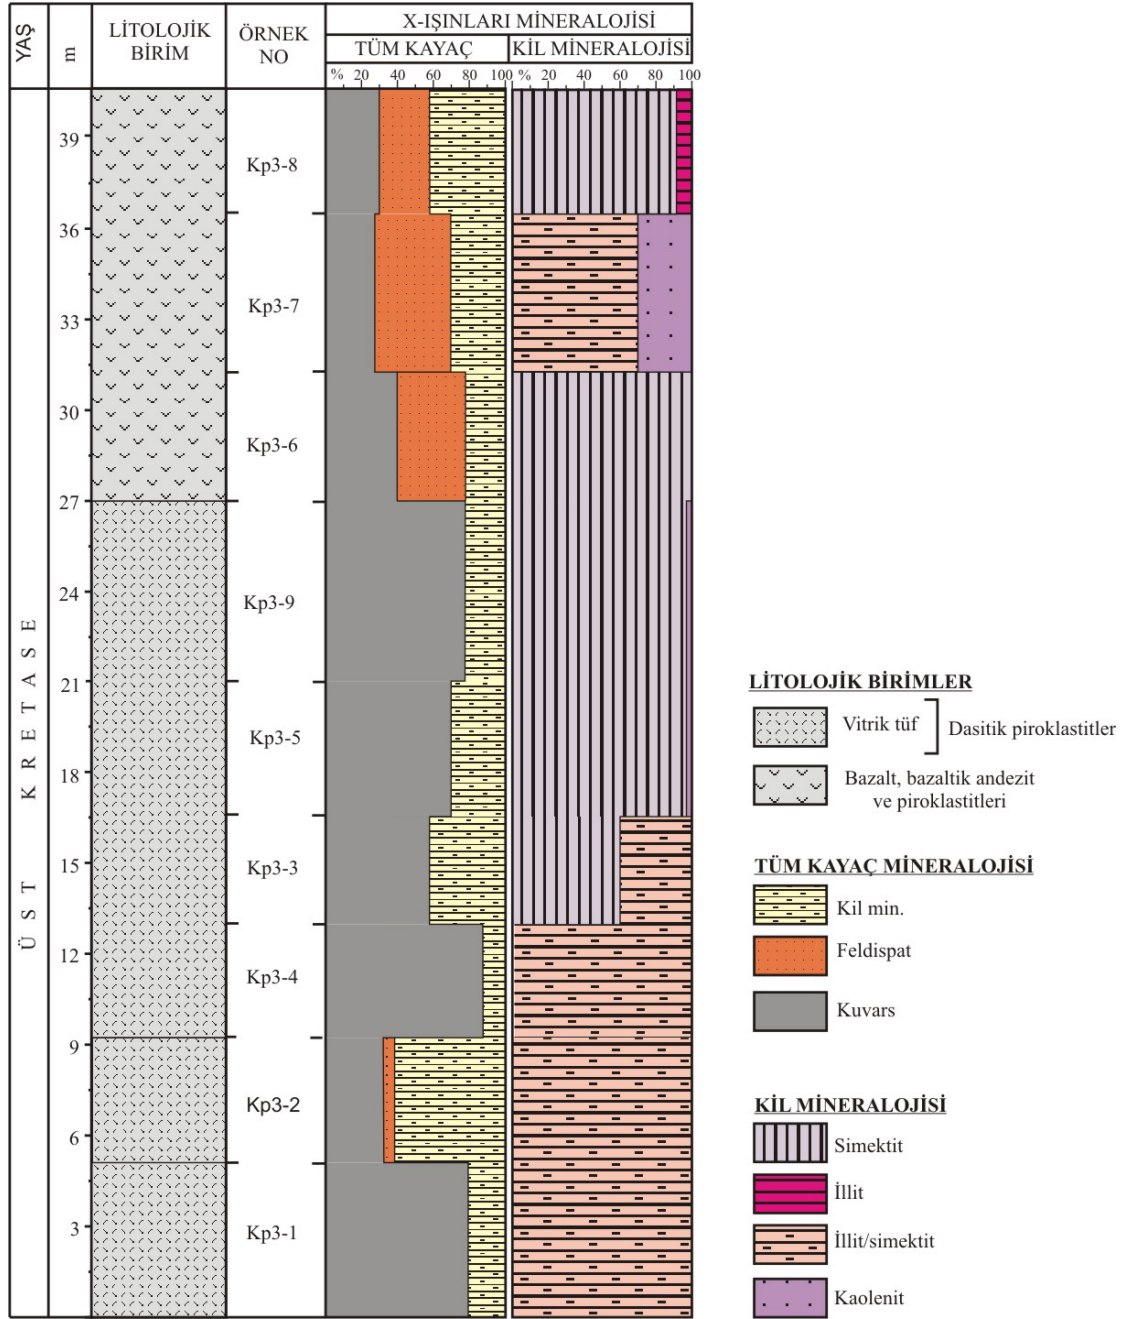 YAŞ
m
LİTOLOJİK
BİRİM
ÖRNEK
NO
X-IŞINLARI MİNERALOJİSİ
TÜM KAYAÇ
KİL MİNERALOJİSİ
% 20 40 60 80 100
% 20 40 60 80 100
ÜST KRETASE
39
36
33
30
27
24
21
18
15
12
9
6
3
Kp3-8
Kp3-7
Kp3-6
Kp3-9
Kp3-5
Kp3-3
Kp3-4
Kp3-2
Kp3-1
LİTOLOJİK BİRİMLER
Vitrik tüf
Dasitik piroklastitler
Bazalt, bazaltik andezit
ve piroklastitleri
TÜM KAYAÇ MİNERALOJİSİ
Kil min.
Feldispat
Kuvars
KİL MİNERALOJİSİ
Simektit
İllit
İllit/simektit
Kaolenit